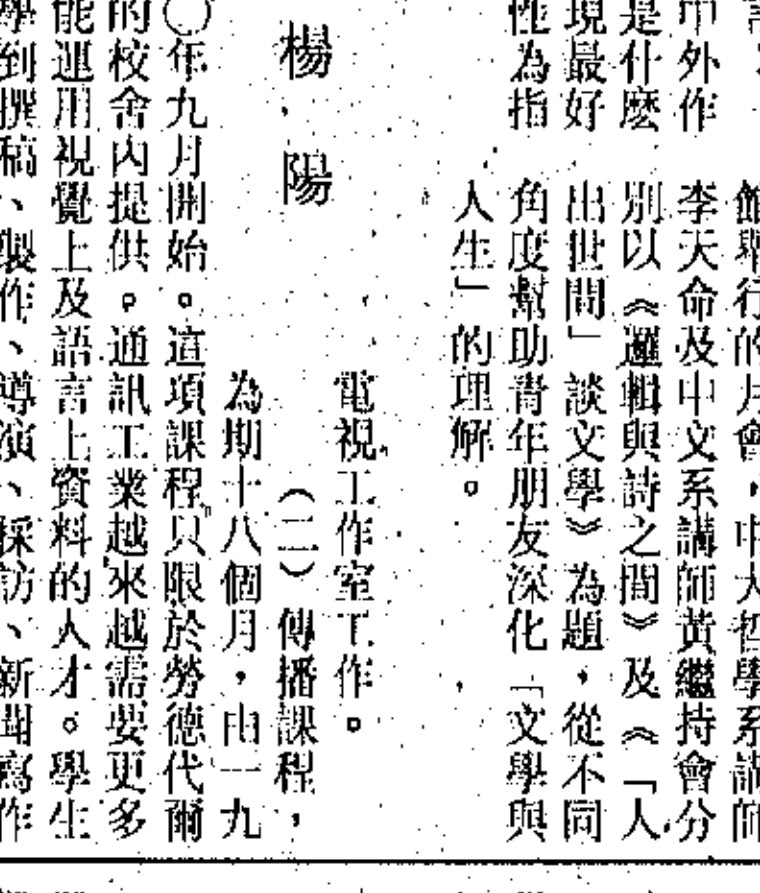 中外作
是什麼
現最好
性為指
館舉行的月會，中大哲學系講師
李天命及中文系講師黃繼持會分
別以《邏輯與詩之間》及《「人
出世間」談文學》為題，從不同
角度幫助青年朋友深化「文學與
人生」的理解。
楊 陽
電視工作室工作。
（二）傳播課程，
為期十八個月，由一九
〇年九月開始。這項課程只限於勞德代爾
的校舍內提供。通訊工業越來越需要更多
能運用視覺上及語言上資料的人才。學生
學到撰稿、製作、導演、採訪、新聞寫作